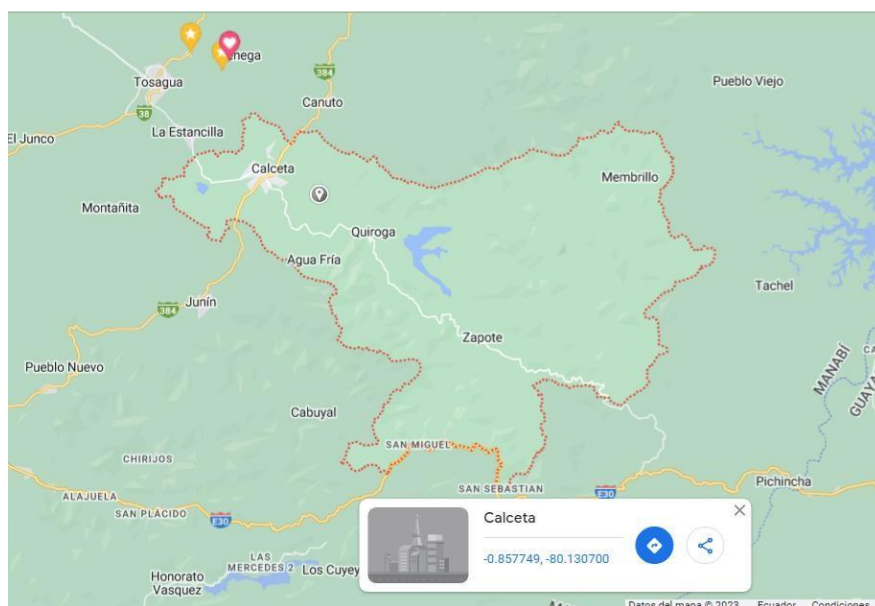 enega
Pueblo Viejo
Tosagua
384
Canuto
38
La Estancilla
El Junco
Calceta
Membrillo
Montañita
Quiroga
Agua Fría
Tachel
Junín
384
Zapote
MANABÍ
GUAYA
Pueblo Nuevo
Cabuyal
SAN MIGUEL
CHIRIJOS
Pichincha
ALAJUELA
SAN SEBASTIAN
E30
SAN PLÁCIDO
E30
Calceta
-0.857749, -80.130700
LAS
MERCEDES 2
Los Cuyey
Honorato
Vasquez
Datos del mapa © 2023 Ecuador Condiciones